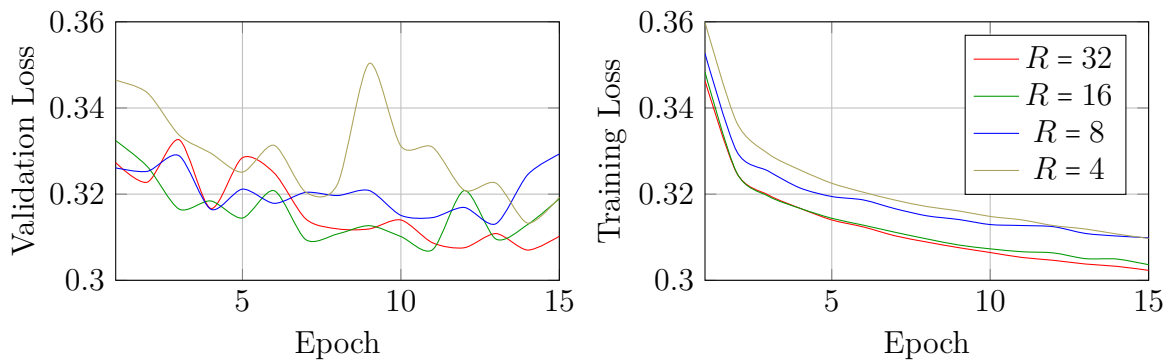 Validation Loss
0.36
0.34
0.32
0.3
5
10
15
Epoch
Training Loss
0.36
0.34
0.32
0.3
5
10
15
Epoch
R = 32
R = 16
R = 8
R = 4